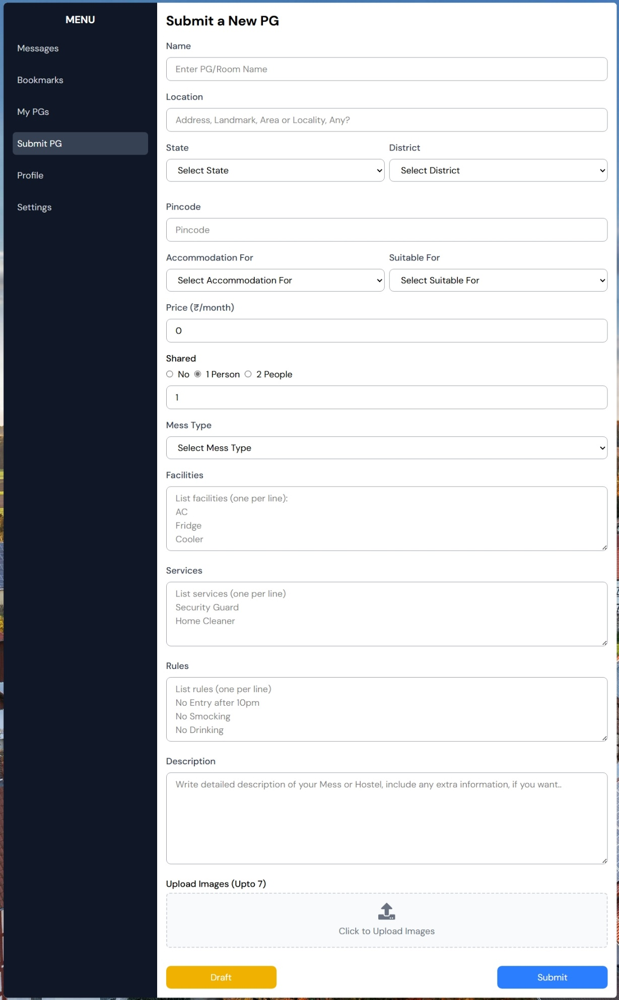 MENU
Messages
Bookmarks
My PGs
Submit PG
Profile
Settings
Submit a New PG
Name
Enter PG/Room Name
Location
Address, Landmark, Area or Locality, Any?
State District
Select State Select District
Pincode
Pincode
Accommodation For Suitable For
Select Accommodation For Select Suitable For
Price (₹/month)
0
Shared
No 1 Person 2 People
1
Mess Type
Select Mess Type
Facilities
List facilities (one per line):
AC
Fridge
Cooler
Services
List services (one per line)
Security Guard
Home Cleaner
Rules
List rules (one per line)
No Entry after 10pm
No Smocking
No Drinking
Description
Write detailed description of your Mess or Hostel, include any extra information, if you want..
Upload Images (Upto 7)
Click to Upload Images
Draft Submit